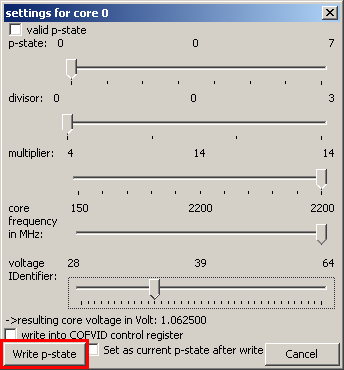 settings for core 0
valid p-state
p-state: 0 0 7
divisor: 0 0 3
multiplier: 4 14 14
core frequency in MHz: 150 2200 2200
voltage IDentifier: 28 39 64
->resulting core voltage in Volt: 1.062500
write into COFVID control register
Write p-state Set as current p-state after write Cancel